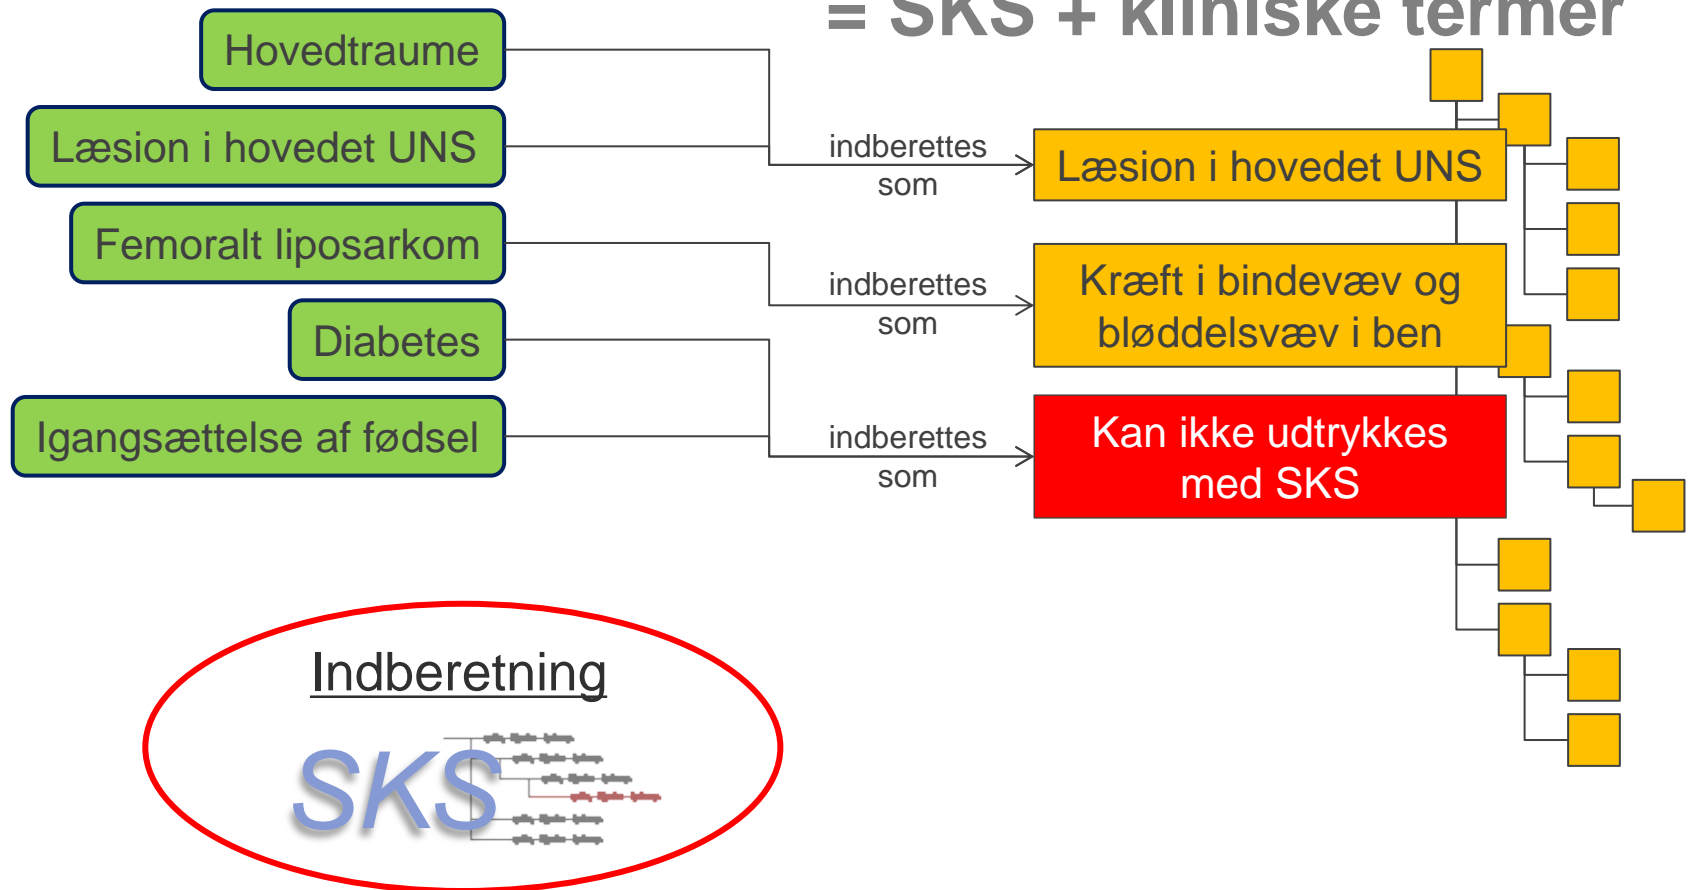 = SKS + kliniske termer
Hovedtraume
Læsion i hovedet UNS
Femoralt liposarkom
Diabetes
Igangsættelse af fødsel
indberettes
som
Læsion i hovedet UNS
indberettes
som
Kræft i bindevæv og
bløddelsvæv i ben
indberettes
som
Kan ikke udtrykkes
med SKS
Indberetning
SKS